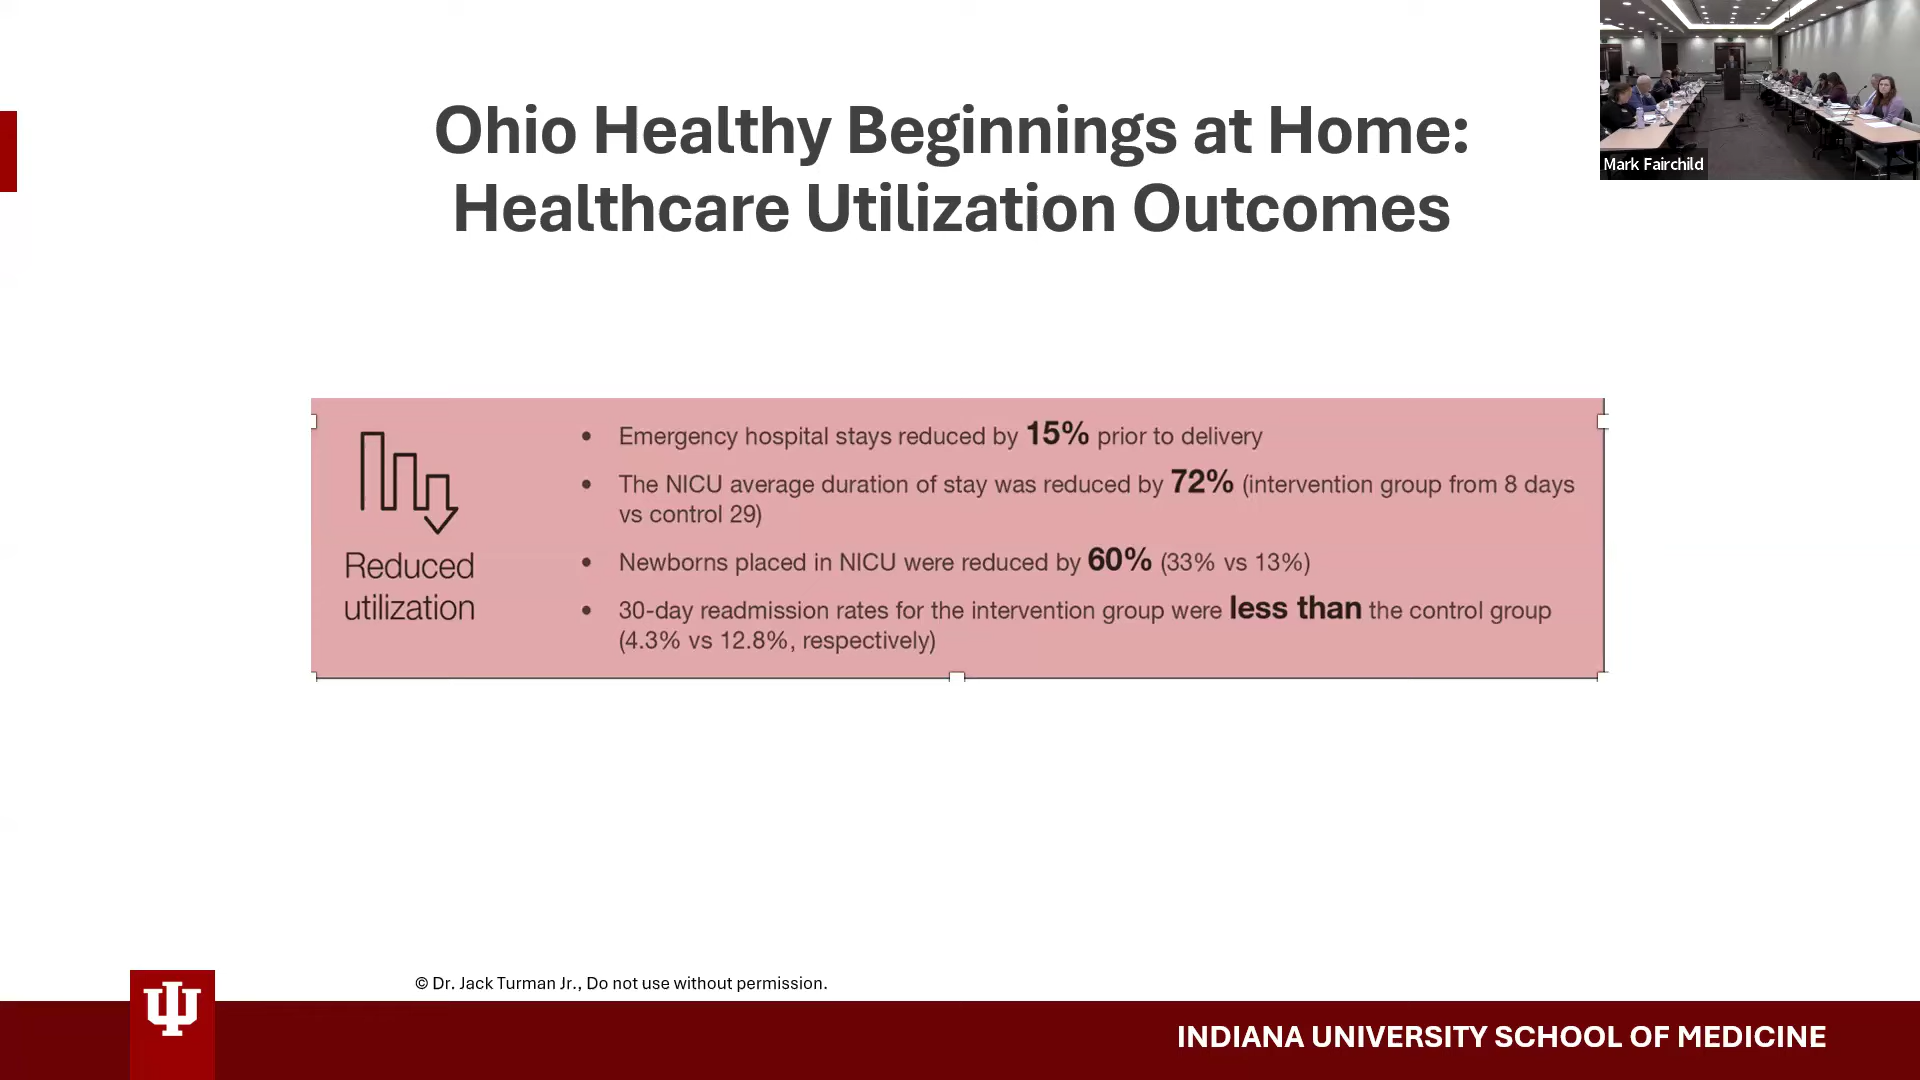 Ohio Healthy Beginnings at Home:
Healthcare Utilization Outcomes
Mark Fairchild
Reduced
utilization
• Emergency hospital stays reduced by 15% prior to delivery
• The NICU average duration of stay was reduced by 72% (intervention group from 8 days
vs control 29)
• Newborns placed in NICU were reduced by 60% (33% vs 13%)
• 30-day readmission rates for the intervention group were less than the control group
(4.3% vs 12.8%, respectively)
© Dr. Jack Turman Jr., Do not use without permission.
INDIANA UNIVERSITY SCHOOL OF MEDICINE